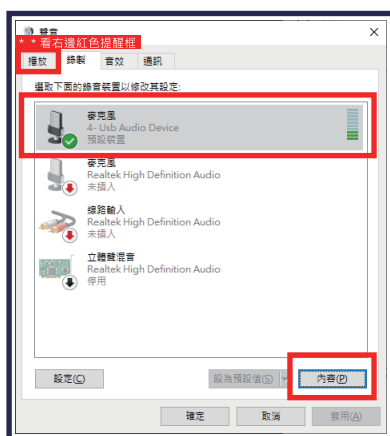 聲音
* * 看右邊紅色提醒框
播放 錄製 音效 通訊
選取下面的錄音裝置以修改其設定:
麥克風
4- Usb Audio Device
預設裝置
麥克風
Realtek High Definition Audio
未插入
線路輸入
Realtek High Definition Audio
未插入
立體聲混音
Realtek High Definition Audio
停用
設定(C) 設為預設值(S) 內容(P)
確定 取消 套用(A)